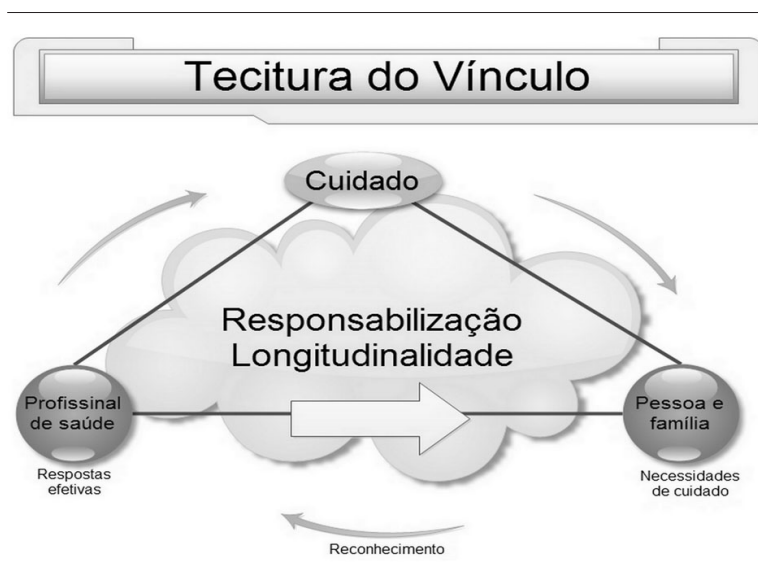 Tecitura do Vínculo
Cuidado
Responsabilização
Longitudinalidade
Profissinal
de saúde
Pessoa e
família
Respostas
efetivas
Necessidades
de cuidado
Reconhecimento